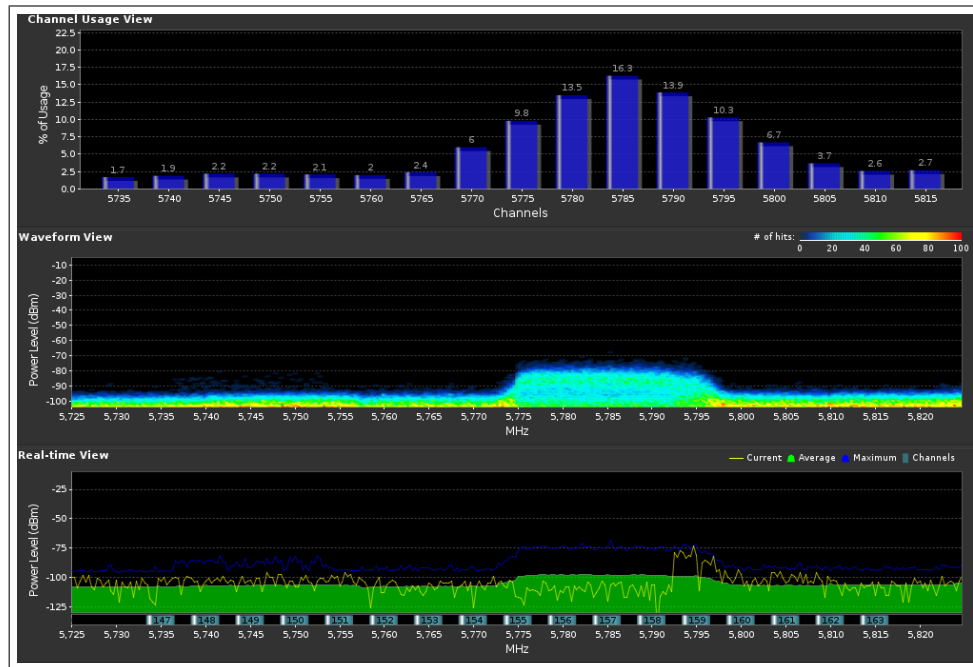 Channel Usage View
22.5
20.0
17.5
15.0
12.5
10.0
7.5
5.0
2.5
0.0
% of Usage
1.7 1.9 2.2 2.2 2.1 2 2.4 6 9.8 13.5 16.3 13.9 10.3 6.7 3.7 2.6 2.7
5735 5740 5745 5750 5755 5760 5765 5770 5775 5780 5785 5790 5795 5800 5805 5810 5815
Channels
Waveform View
# of hits:
0 20 40 60 80 100
-10
-20
-30
-40
-50
-60
-70
-80
-90
-100
Power Level (dBm)
5,725 5,730 5,735 5,740 5,745 5,750 5,755 5,760 5,765 5,770 5,775 5,780 5,785 5,790 5,795 5,800 5,805 5,810 5,815 5,820
MHz
Real-time View
Current Average Maximum Channels
-25
-50
-75
-100
-125
Power Level (dBm)
147 148 149 150 151 152 153 154 155 156 157 158 159 160 161 162 163
5,725 5,730 5,735 5,740 5,745 5,750 5,755 5,760 5,765 5,770 5,775 5,780 5,785 5,790 5,795 5,800 5,805 5,810 5,815 5,820
MHz